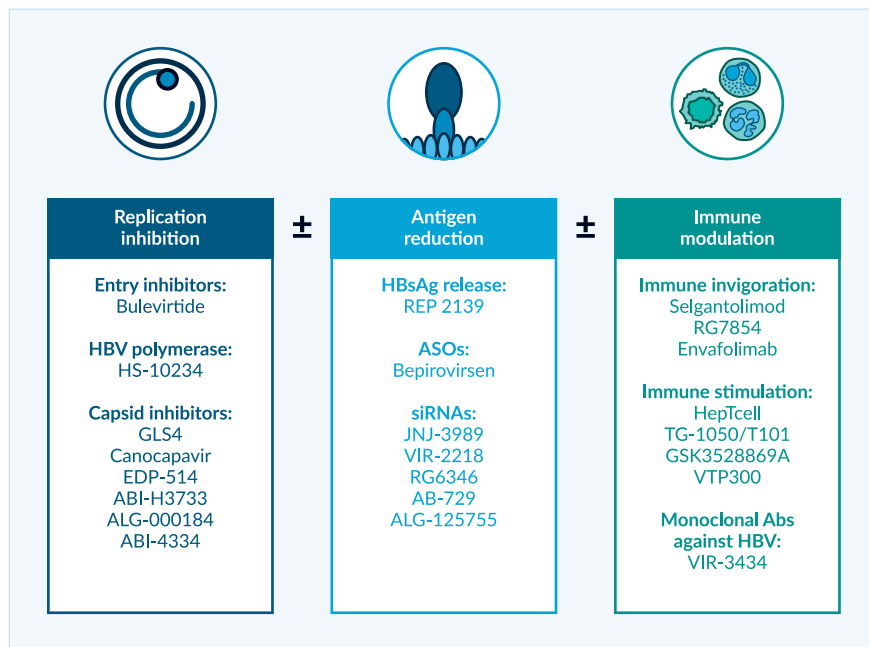 Replication
inhibition
±
Antigen
reduction
±
Immune
modulation
Entry inhibitors:
Bulevirtide
HBV polymerase:
HS-10234
Capsid inhibitors:
GLS4
Canocapavir
EDP-514
ABI-H3733
ALG-000184
ABI-4334
HBsAg release:
REP 2139
ASOs:
Bepirovirsen
siRNAs:
JNJ-3989
VIR-2218
RG6346
AB-729
ALG-125755
Immune invigoration:
Selgantolimod
RG7854
Envafolimab
Immune stimulation:
HepTcell
TG-1050/T101
GSK3528869A
VTP300
Monoclonal Abs
against HBV:
VIR-3434